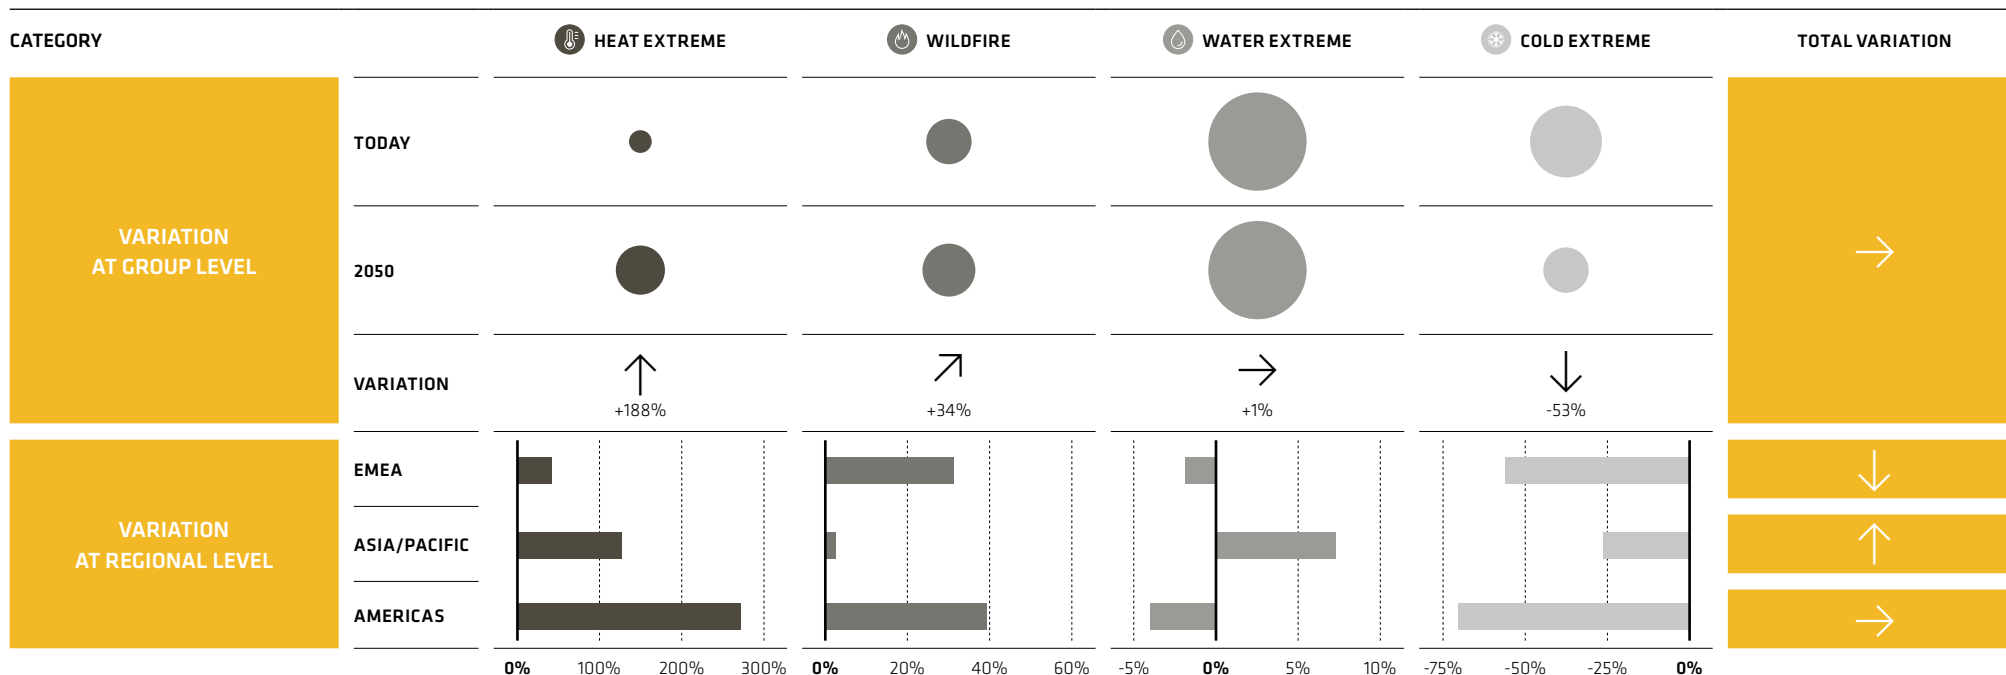 CATEGORY
HEAT EXTREME
WILDFIRE
WATER EXTREME
COLD EXTREME
TOTAL VARIATION
VARIATION
AT GROUP LEVEL
TODAY
2050
VARIATION
+188%
+34%
+1%
-53%
VARIATION
AT REGIONAL LEVEL
EMEA
ASIA/PACIFIC
AMERICAS
0% 100% 200% 300%
0% 20% 40% 60%
-5% 0% 5% 10%
-75% -50% -25% 0%